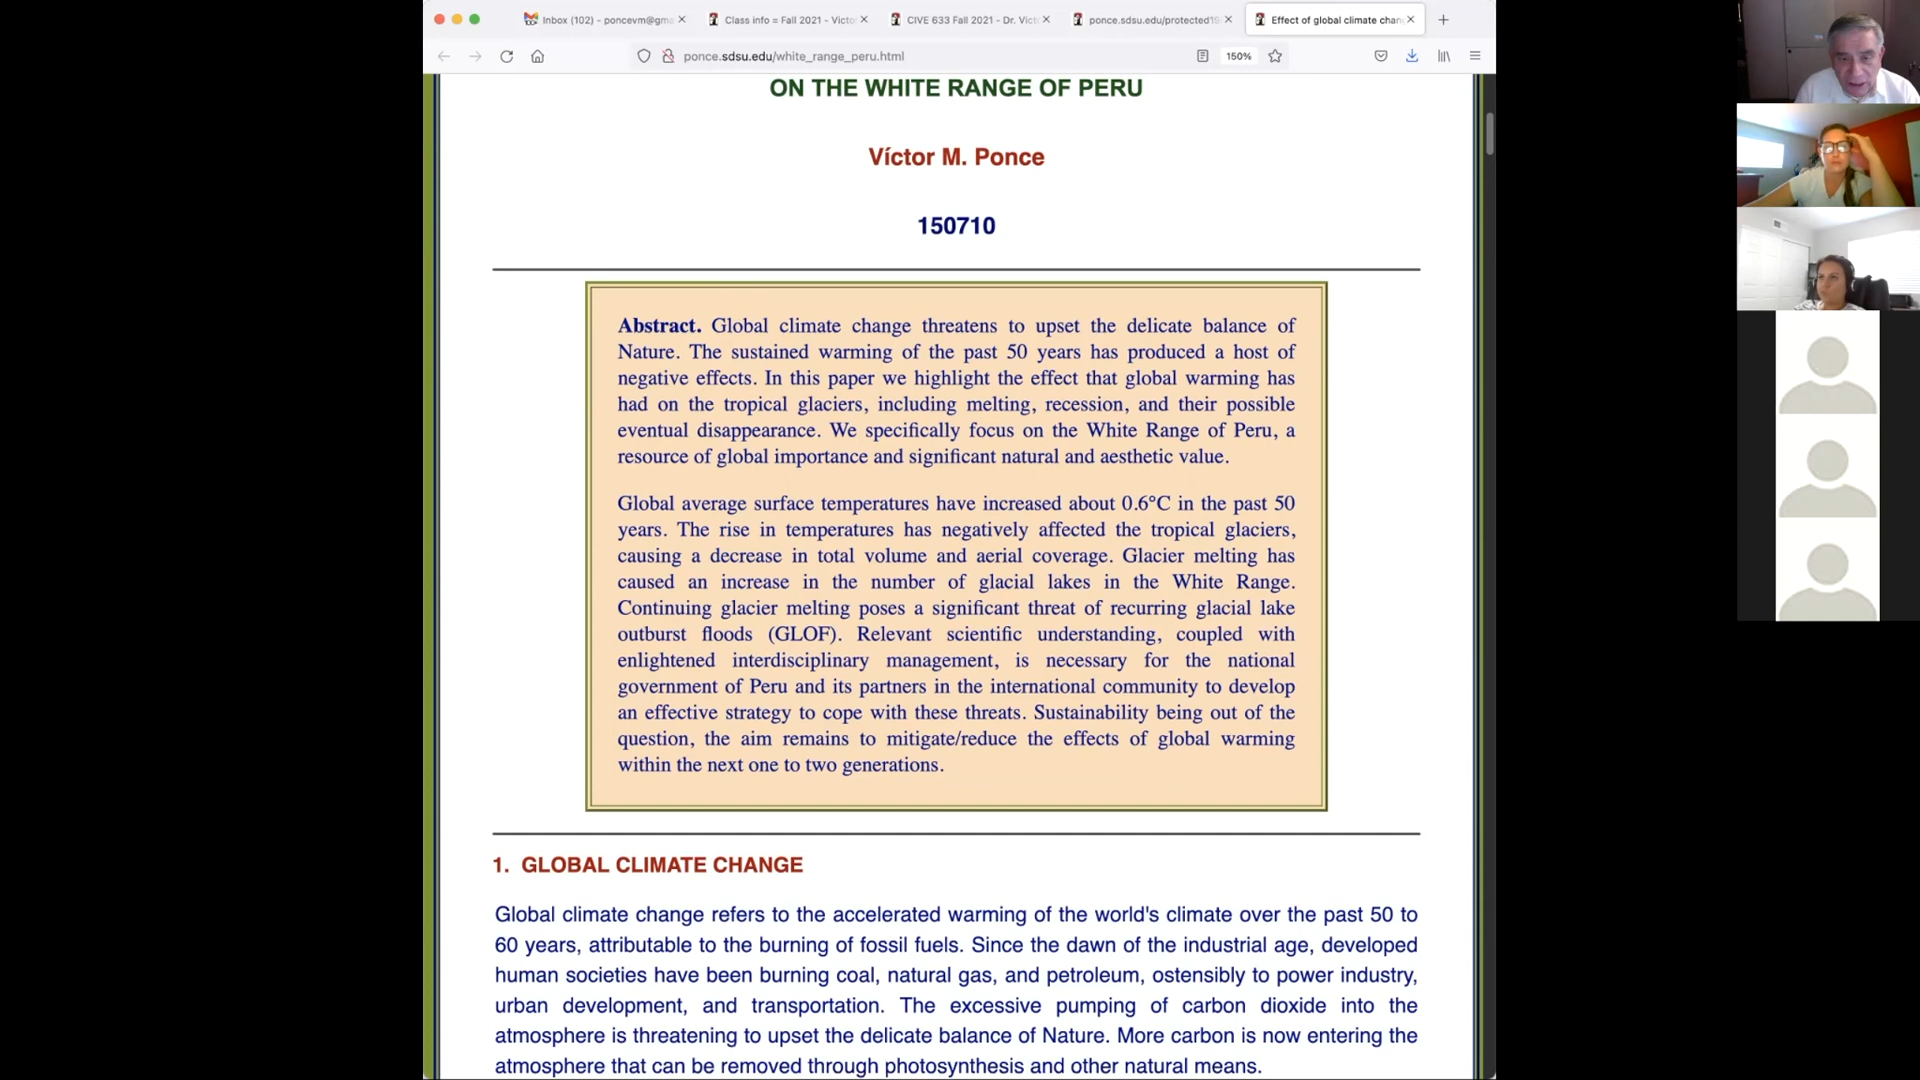 Inbox (102) - poncevm@gma
Class info = Fall 2021 - Victo
CIVE 633 Fall 2021 - Dr. Vict
ponce.sdsu.edu/protected19
Effect of global climate chan
ponce.sdsu.edu/white_range_peru.html
150%
ON THE WHITE RANGE OF PERU
Víctor M. Ponce
150710
Abstract. Global climate change threatens to upset the delicate balance of
Nature. The sustained warming of the past 50 years has produced a host of
negative effects. In this paper we highlight the effect that global warming has
had on the tropical glaciers, including melting, recession, and their possible
eventual disappearance. We specifically focus on the White Range of Peru, a
resource of global importance and significant natural and aesthetic value.
Global average surface temperatures have increased about 0.6°C in the past 50
years. The rise in temperatures has negatively affected the tropical glaciers,
causing a decrease in total volume and aerial coverage. Glacier melting has
caused an increase in the number of glacial lakes in the White Range.
Continuing glacier melting poses a significant threat of recurring glacial lake
outburst floods (GLOF). Relevant scientific understanding, coupled with
enlightened interdisciplinary management, is necessary for the national
government of Peru and its partners in the international community to develop
an effective strategy to cope with these threats. Sustainability being out of the
question, the aim remains to mitigate/reduce the effects of global warming
within the next one to two generations.
1. GLOBAL CLIMATE CHANGE
Global climate change refers to the accelerated warming of the world's climate over the past 50 to
60 years, attributable to the burning of fossil fuels. Since the dawn of the industrial age, developed
human societies have been burning coal, natural gas, and petroleum, ostensibly to power industry,
urban development, and transportation. The excessive pumping of carbon dioxide into the
atmosphere is threatening to upset the delicate balance of Nature. More carbon is now entering the
atmosphere that can be removed through photosynthesis and other natural means.